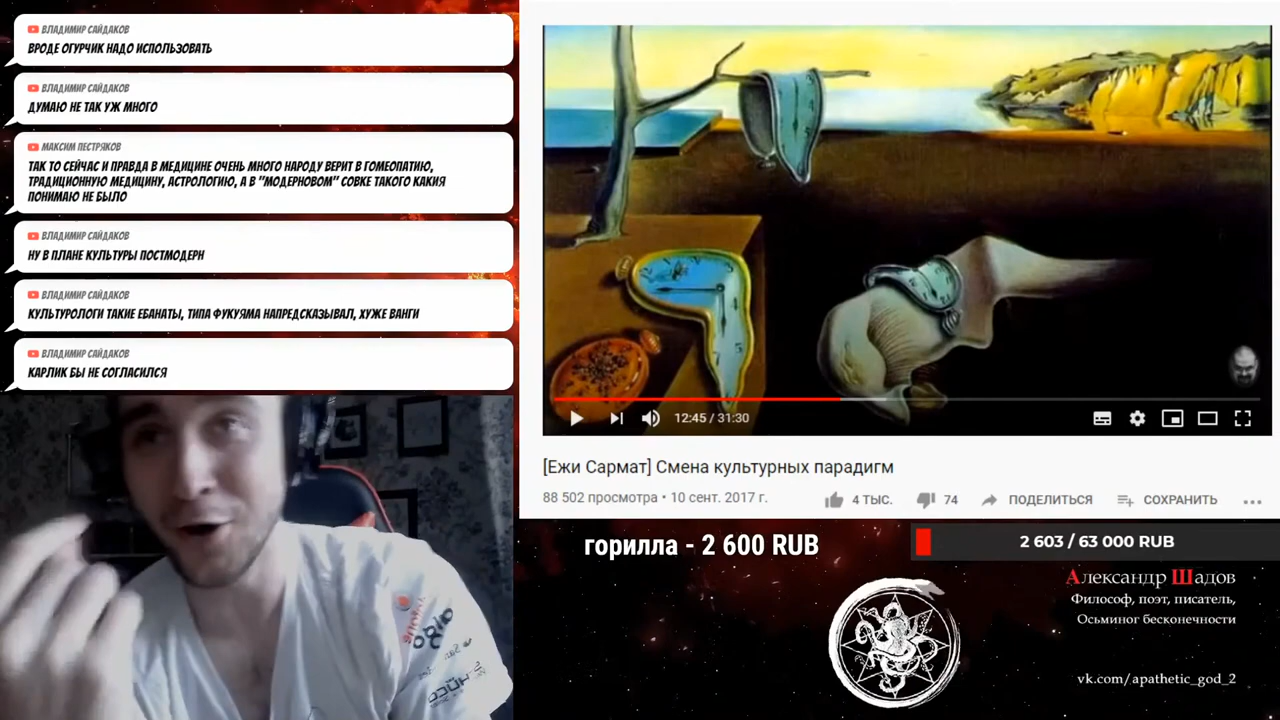 ВЛАДИМИР САЙДАКОВ
ВРОДЕ ОГУРЧИК НАДО ИСПОЛЬЗОВАТЬ
ВЛАДИМИР САЙДАКОВ
ДУМАЮ НЕ ТАК УЖ МНОГО
МАКСИМ ПЕСТРЯКОВ
ТАК ТО СЕЙЧАС И ПРАВДА В МЕДИЦИНЕ ОЧЕНЬ МНОГО НАРОДУ ВЕРИТ В ГОМЕОПАТИЮ,
ТРАДИЦИОННУЮ МЕДИЦИНУ, АСТРОЛОГИЮ, А В "МОДЕРНОВОМ" СОВКЕ ТАКОГО КАКИЯ
ПОНИМАЮ НЕ БЫЛО
ВЛАДИМИР САЙДАКОВ
НУ В ПЛАНЕ КУЛЬТУРЫ ПОСТМОДЕРН
ВЛАДИМИР САЙДАКОВ
КУЛЬТУРОЛОГИ ТАКИЕ ЕБАНАТЫ, ТИПА ФУКУЯМА НАПРЕДСКАЗЫВАЛ, ХУЖЕ ВАНГИ
ВЛАДИМИР САЙДАКОВ
КАРЛИК БЫ НЕ СОГЛАСИЛСЯ
12:45 / 31:30
[Ежи Сармат] Смена культурных парадигм
88 502 просмотра • 10 сент. 2017 г.
4 ТЫС.
74
ПОДЕЛИТЬСЯ
СОХРАНИТЬ
горилла - 2 600 RUB
2 603 / 63 000 RUB
Александр Шадов
Философ, поэт, писатель,
Осьминог бесконечности
vk.com/apathetic_god_2